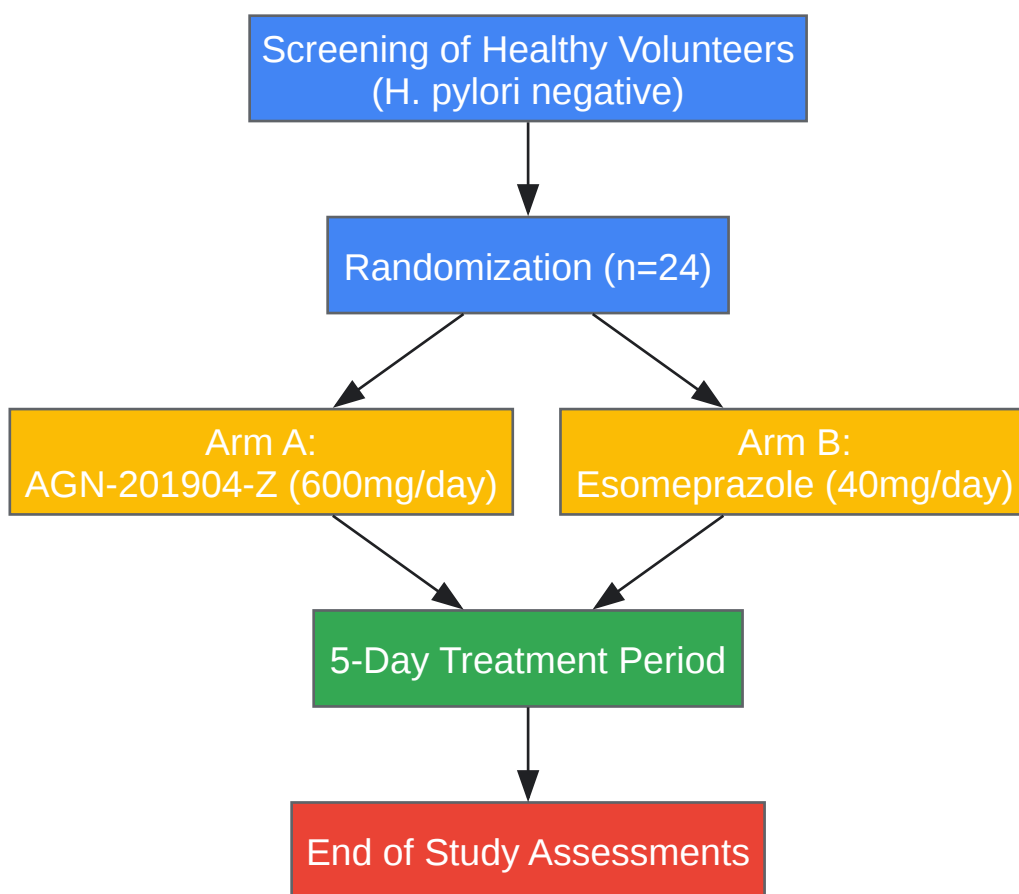 Screening of Healthy Volunteers
(H. pylori negative)
Randomization (n=24)
Arm A:
AGN-201904-Z (600mg/day)
Arm B:
Esomeprazole (40mg/day)
5-Day Treatment Period
End of Study Assessments